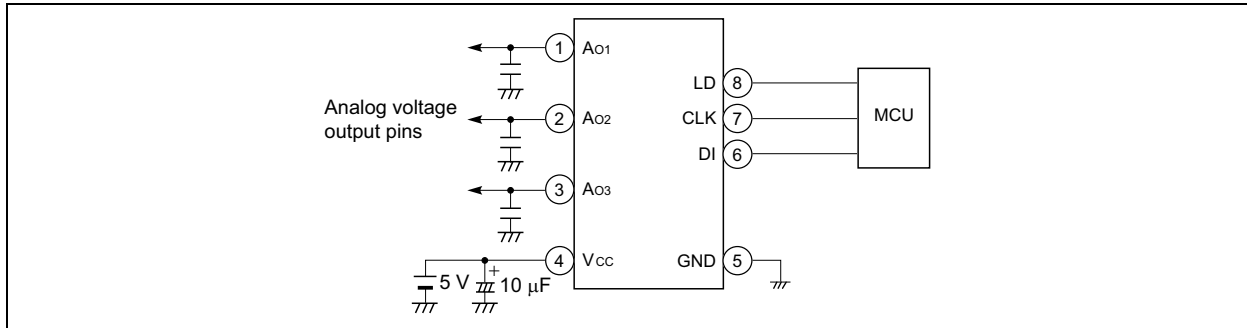 1 AO1
LD 8
Analog voltage
output pins
2 AO2
CLK 7
MCU
DI 6
3 AO3
4 VCC
GND 5
5 V
+
10 μF